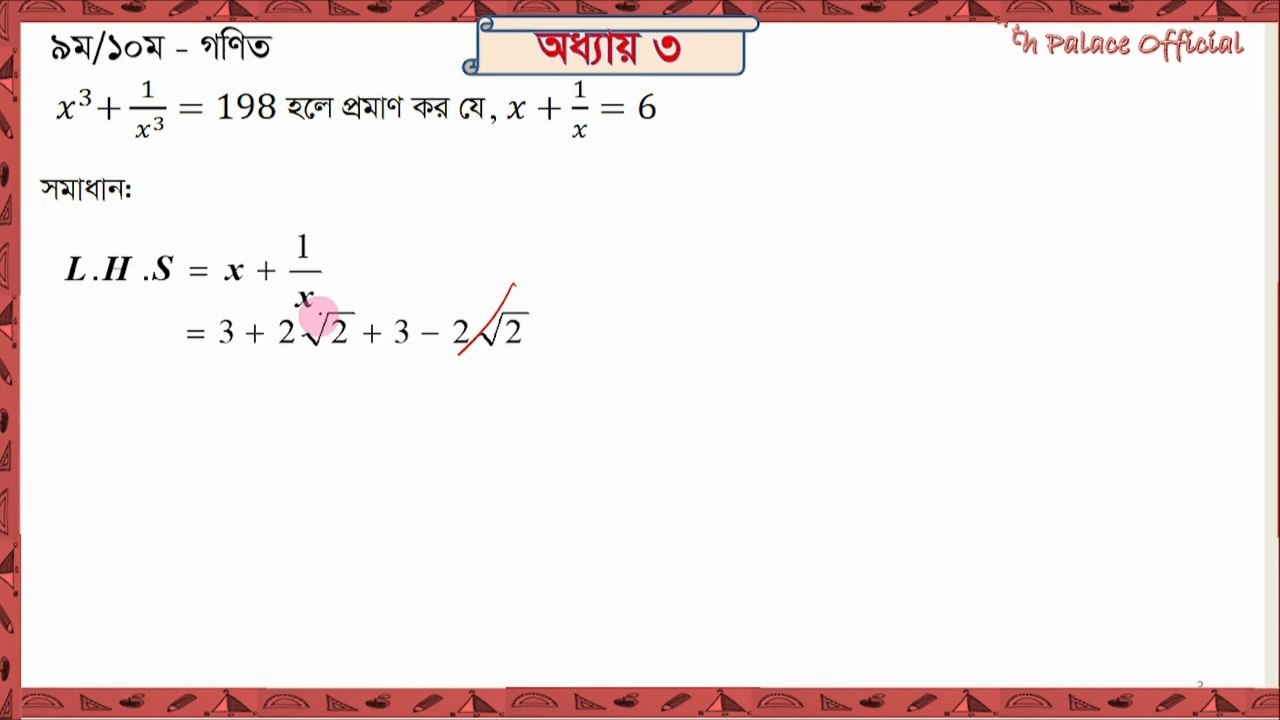 ৯ম/১০ম - গণিত
অধ্যায় ৩
th Palace Official
x³ + 1/x³ = 198 হলে প্রমাণ কর যে, x + 1/x = 6
সমাধান:
L.H.S = x + 1/x
= 3 + 2√2 + 3 − 2√2